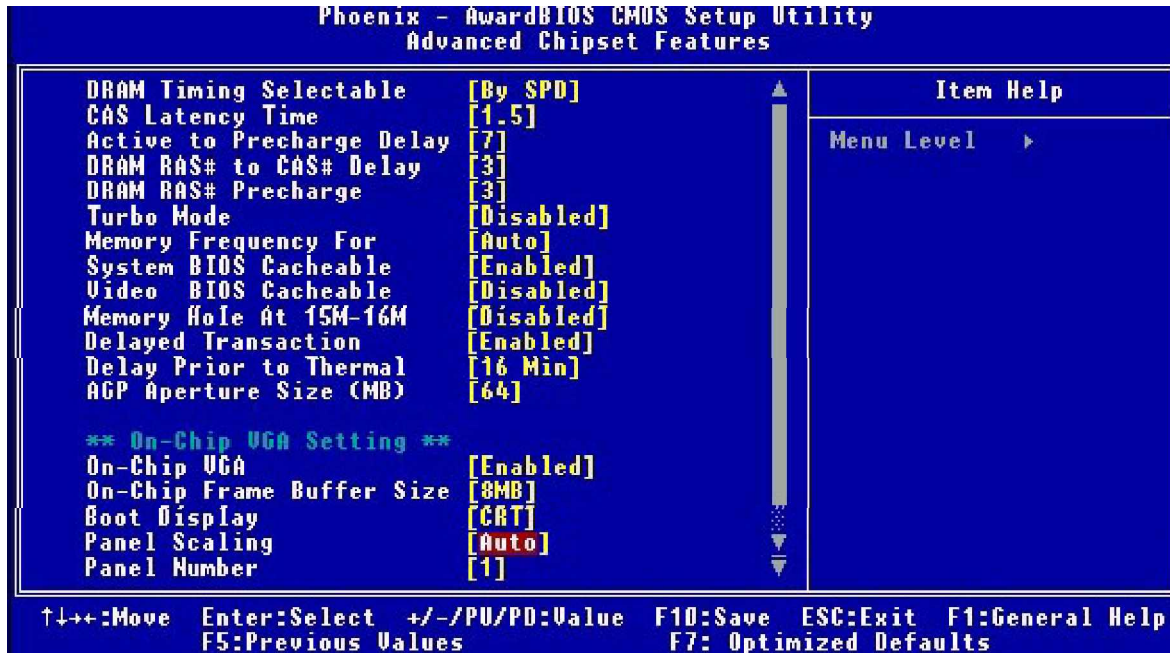 Phoenix - AwardBIOS CMOS Setup Utility
Advanced Chipset Features
DRAM Timing Selectable [By SPD]
CAS Latency Time [1.5]
Active to Precharge Delay [7]
DRAM RAS# to CAS# Delay [3]
DRAM RAS# Precharge [3]
Turbo Mode [Disabled]
Memory Frequency For [Auto]
System BIOS Cacheable [Enabled]
Video BIOS Cacheable [Disabled]
Memory Hole At 15M-16M [Disabled]
Delayed Transaction [Enabled]
Delay Prior to Thermal [16 Min]
AGP Aperture Size (MB) [64]
** On-Chip VGA Setting **
On-Chip VGA [Enabled]
On-Chip Frame Buffer Size [8MB]
Boot Display [CRT]
Panel Scaling [Auto]
Panel Number [1]
Item Help
Menu Level ▸
↑↓→←:Move Enter:Select +/-/PU/PD:Value F10:Save ESC:Exit F1:General Help
F5:Previous Values F7: Optimized Defaults